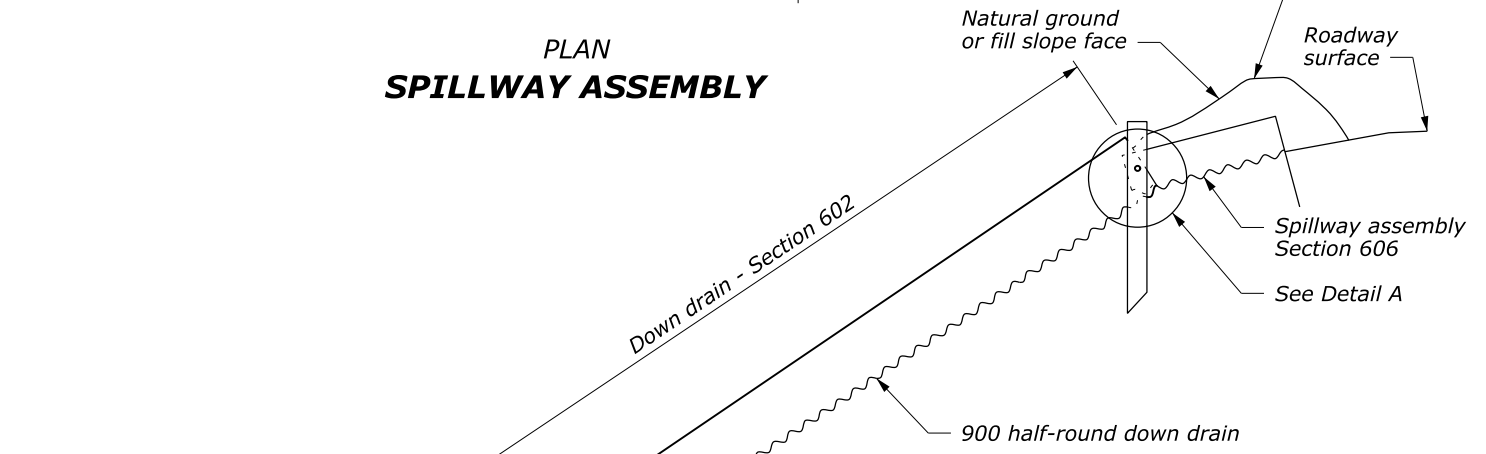 PLAN
SPILLWAY ASSEMBLY
Natural ground
or fill slope face
Roadway
surface
Down drain - Section 602
Spillway assembly
Section 606
See Detail A
900 half-round down drain